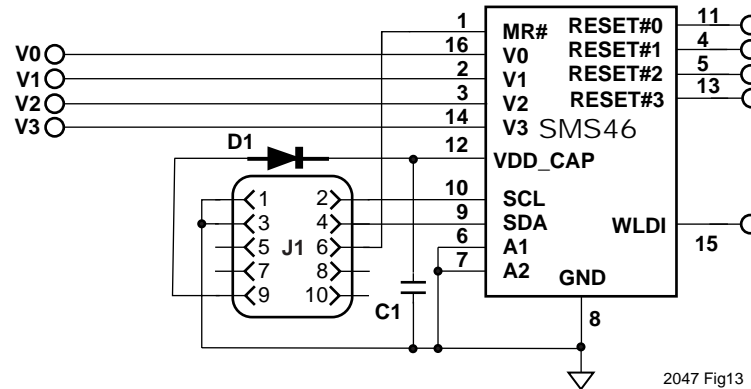 1 MR# RESET#0 11
V0 16 V0 RESET#1 4
V1 2 V1 RESET#2 5
V2 3 V2 RESET#3 13
V3 14 V3 SMS46
D1 12 VDD_CAP
1 2 10 SCL
3 4 9 SDA WLDI 15
5 J1 6 6 A1
7 8 7 A2
9 10 C1 GND
8
2047 Fig13